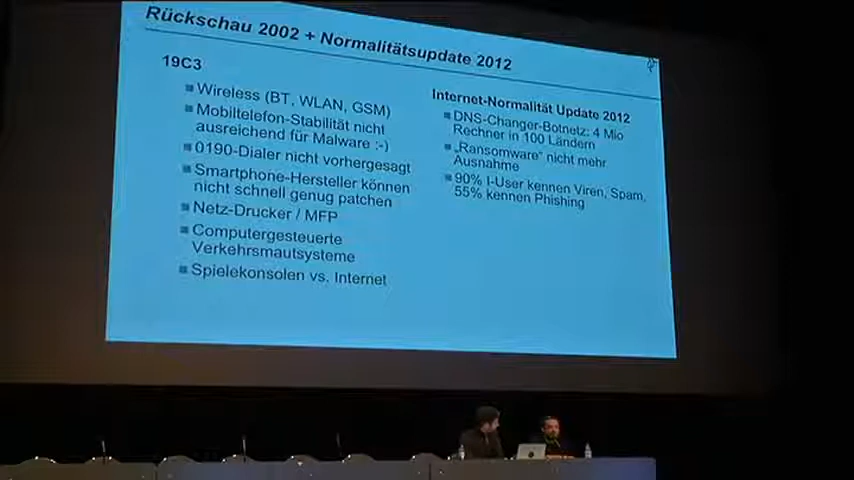 Rückschau 2002 + Normalitätsupdate 2012
19C3
Wireless (BT, WLAN, GSM)
Mobiltelefon-Stabilität nicht
ausreichend für Malware :-)
0190-Dialer nicht vorhergesagt
Smartphone-Hersteller können
nicht schnell genug patchen
Netz-Drucker / MFP
Computergesteuerte
Verkehrsmautsysteme
Spielekonsolen vs. Internet
Internet-Normalität Update 2012
DNS-Changer-Botnetz: 4 Mio
Rechner in 100 Ländern
„Ransomware“ nicht mehr
Ausnahme
90% I-User kennen Viren, Spam,
55% kennen Phishing